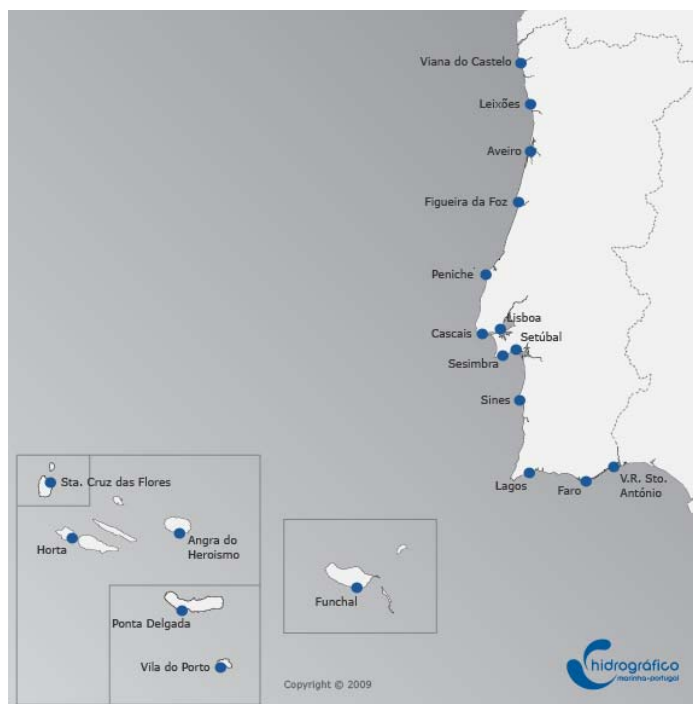 Viana do Castelo
Leixões
Aveiro
Figueira da Foz
Peniche
Lisboa
Cascais
Setúbal
Sesimbra
Sines
Lagos
Faro
V.R. Sto.
António
Sta. Cruz das Flores
Horta
Angra do
Heroismo
Ponta Delgada
Vila do Porto
Funchal
Copyright © 2009
hidrográfico
marinha-portugal